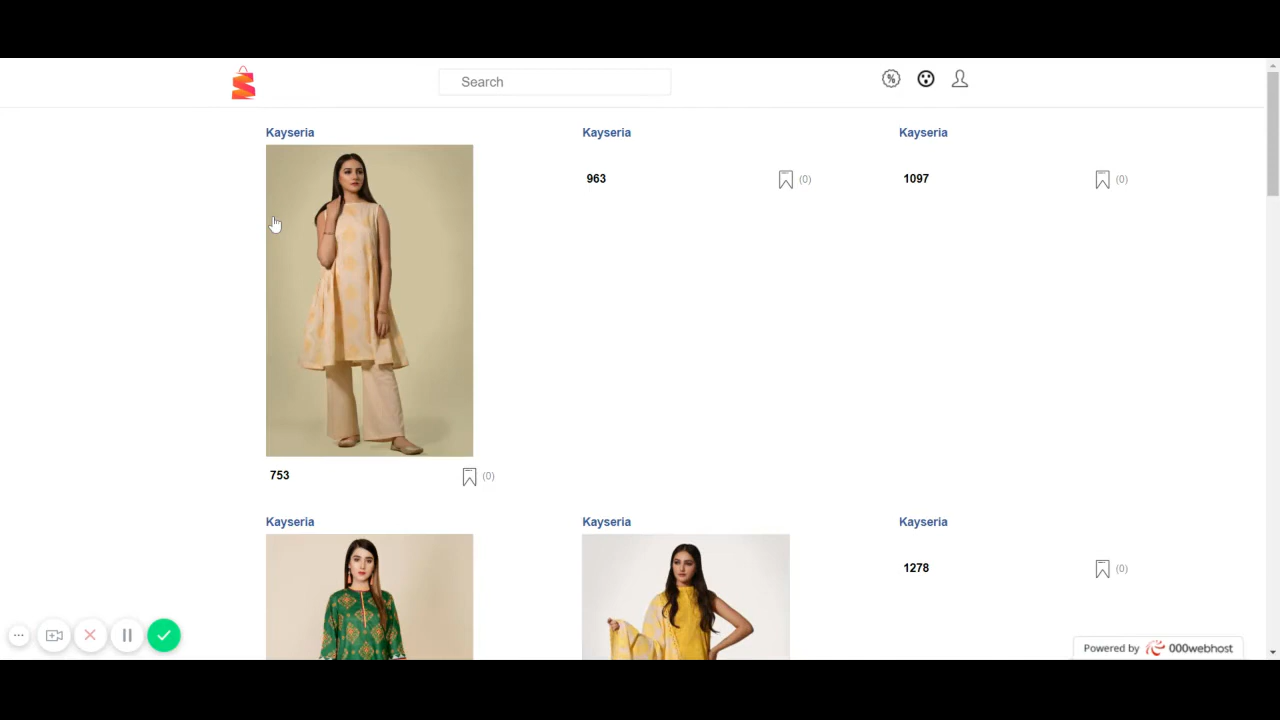 Search
Kayseria
Kayseria
Kayseria
963
(0)
1097
(0)
753
(0)
Kayseria
Kayseria
Kayseria
1278
(0)
Powered by 000webhost